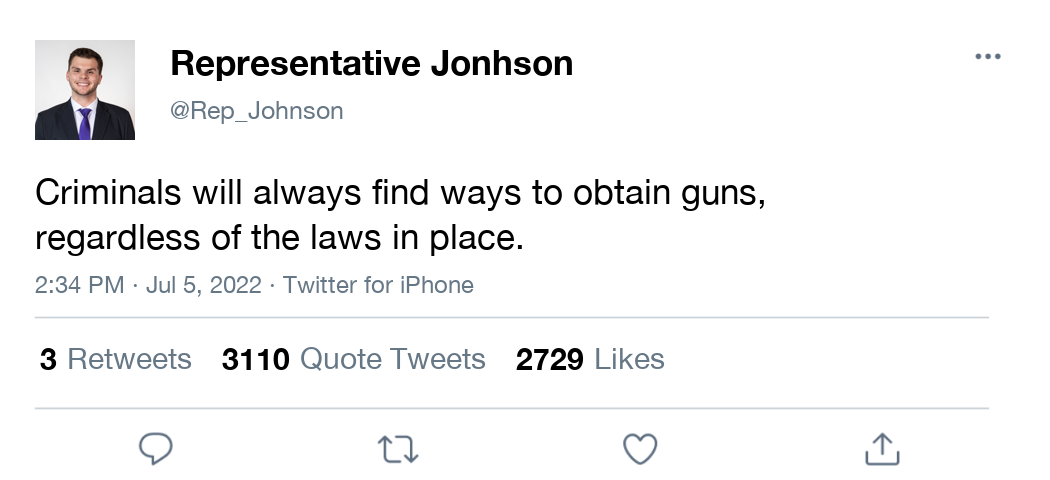 Representative Jonhson
@Rep_Johnson
Criminals will always find ways to obtain guns,
regardless of the laws in place.
2:34 PM · Jul 5, 2022 · Twitter for iPhone
3 Retweets 3110 Quote Tweets 2729 Likes